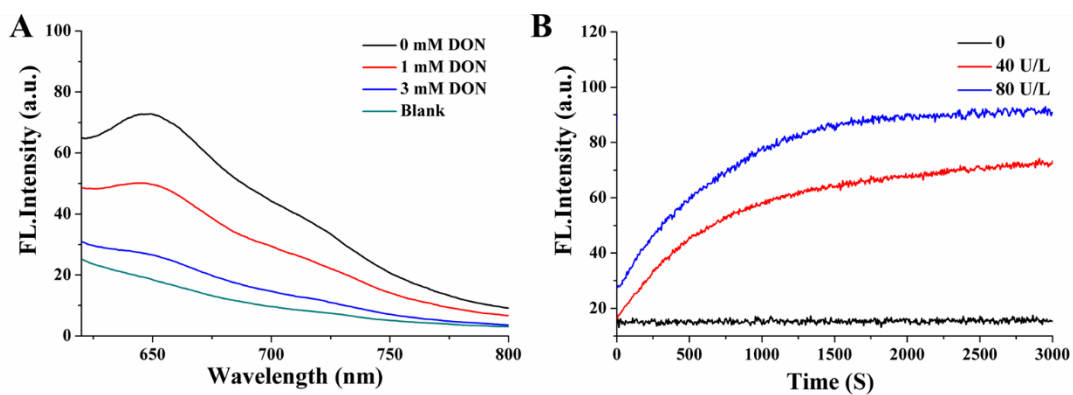 A
0 mM DON
1 mM DON
3 mM DON
Blank
FL.Intensity (a.u.)
100
80
60
40
20
0
650
700
750
800
Wavelength (nm)
B
0
40 U/L
80 U/L
FL.Intensity (a.u.)
120
100
80
60
40
20
0
500
1000
1500
2000
2500
3000
Time (S)